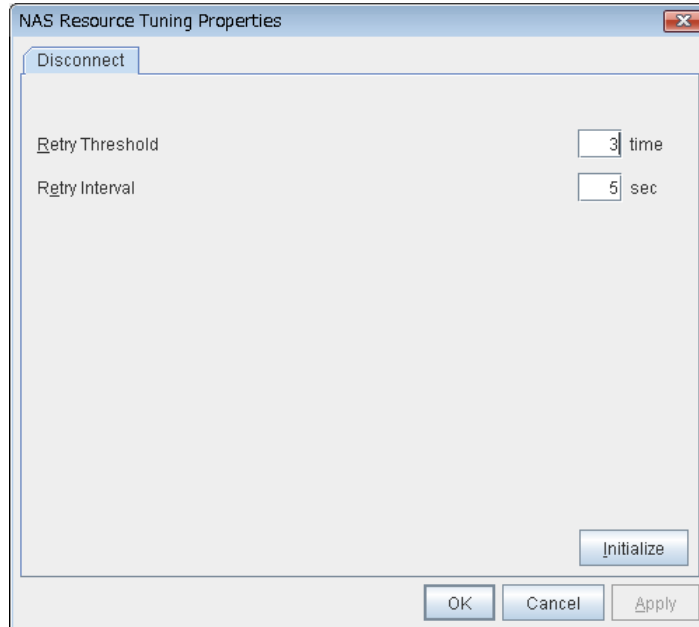 NAS Resource Tuning Properties
Disconnect
Retry Threshold 3 time
Retry Interval 5 sec
Initialize
OK Cancel Apply